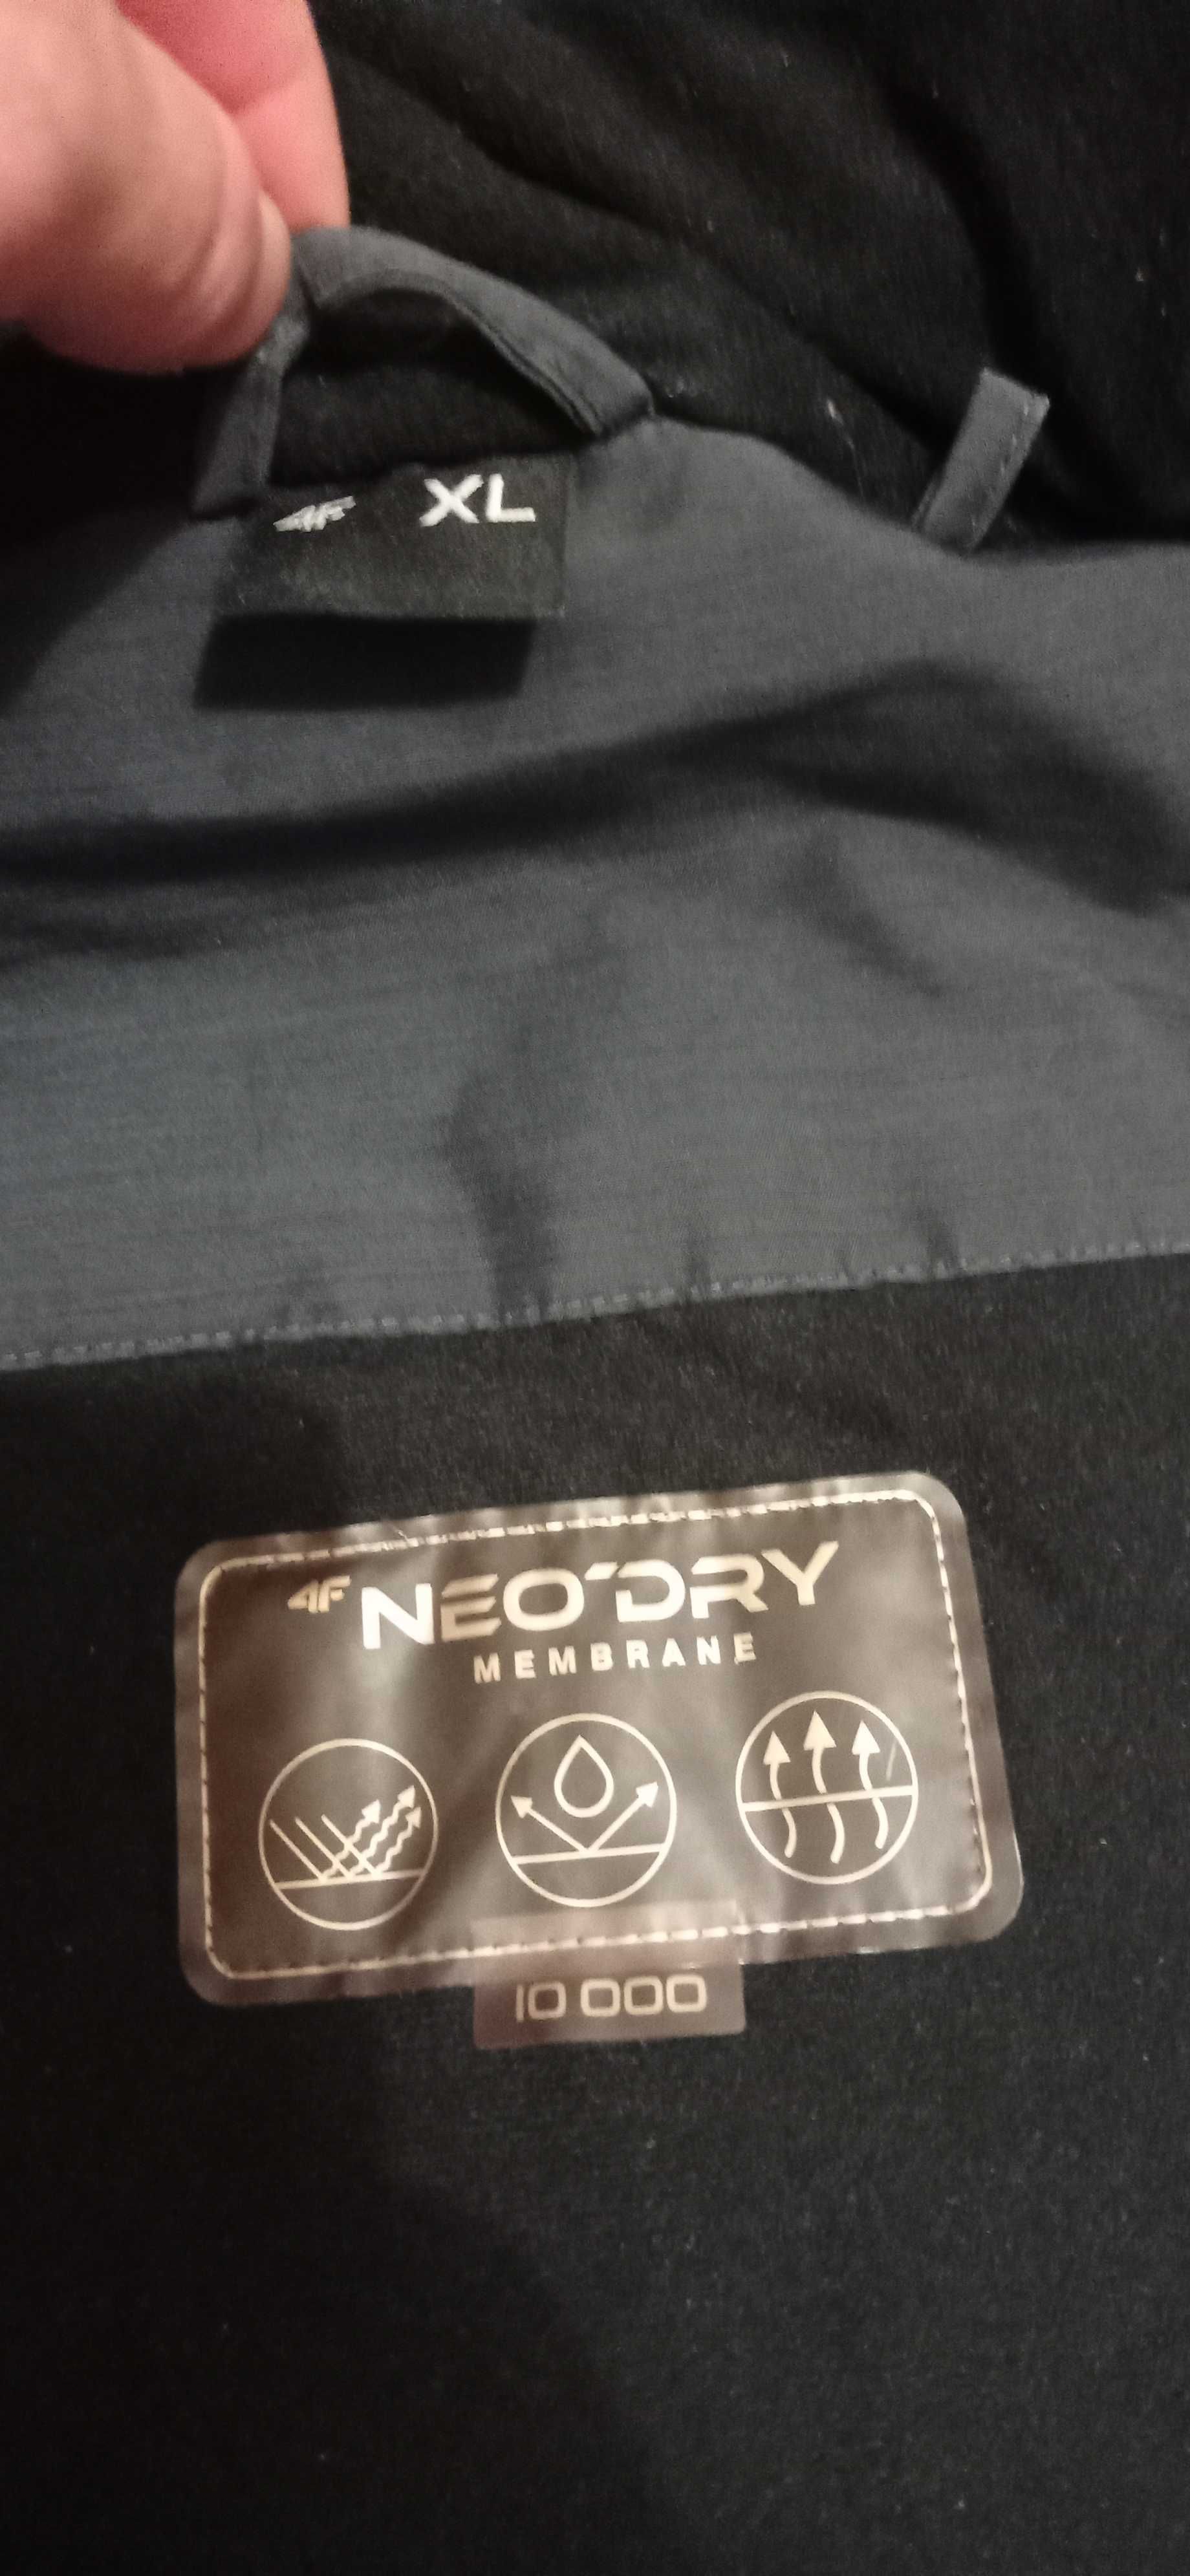 4F XL
4F NEO'DRY
MEMBRANE
10 000